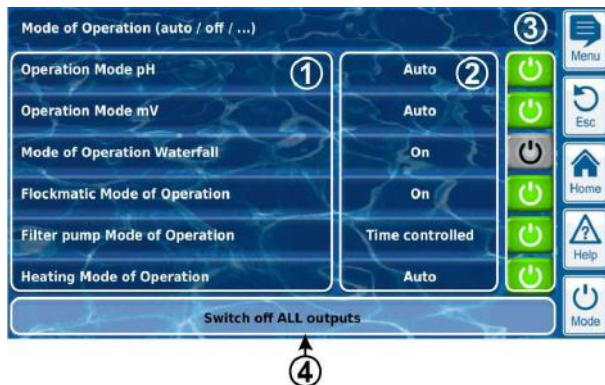 Mode of Operation (auto / off / ...) 3
Menu
Operation Mode pH 1 Auto 2
Operation Mode mV Auto
Esc
Mode of Operation Waterfall On
Flockmatic Mode of Operation On
Home
Filter pump Mode of Operation Time controlled
Help
Heating Mode of Operation Auto
Switch off ALL outputs
Mode
4